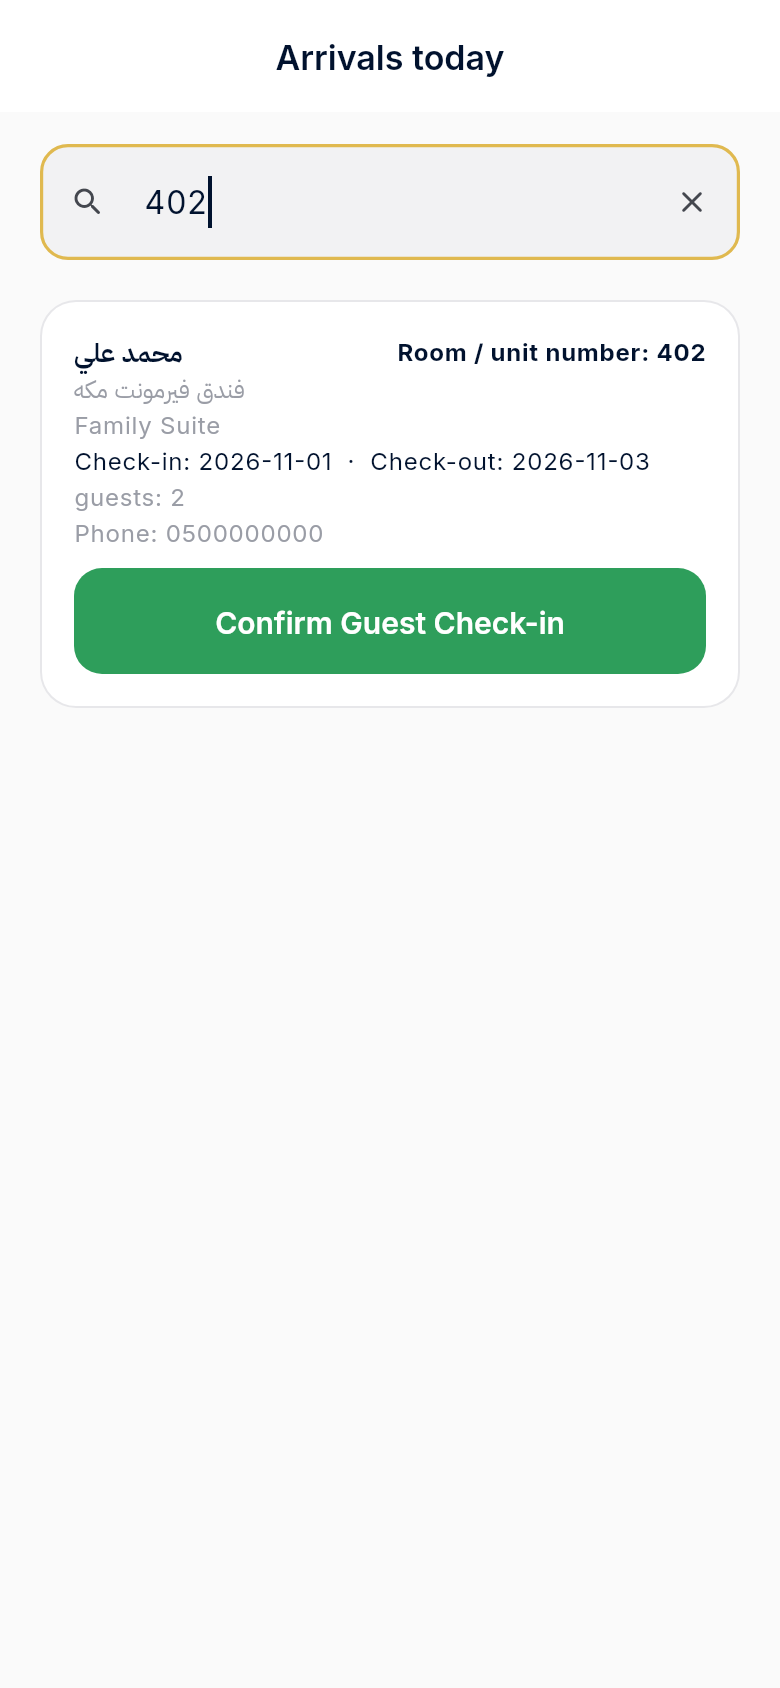 Arrivals today
402
محمد علي
Room / unit number: 402
فندق فيرمونت مكه
Family Suite
Check-in: 2026-11-01 · Check-out: 2026-11-03
guests: 2
Phone: 0500000000
Confirm Guest Check-in